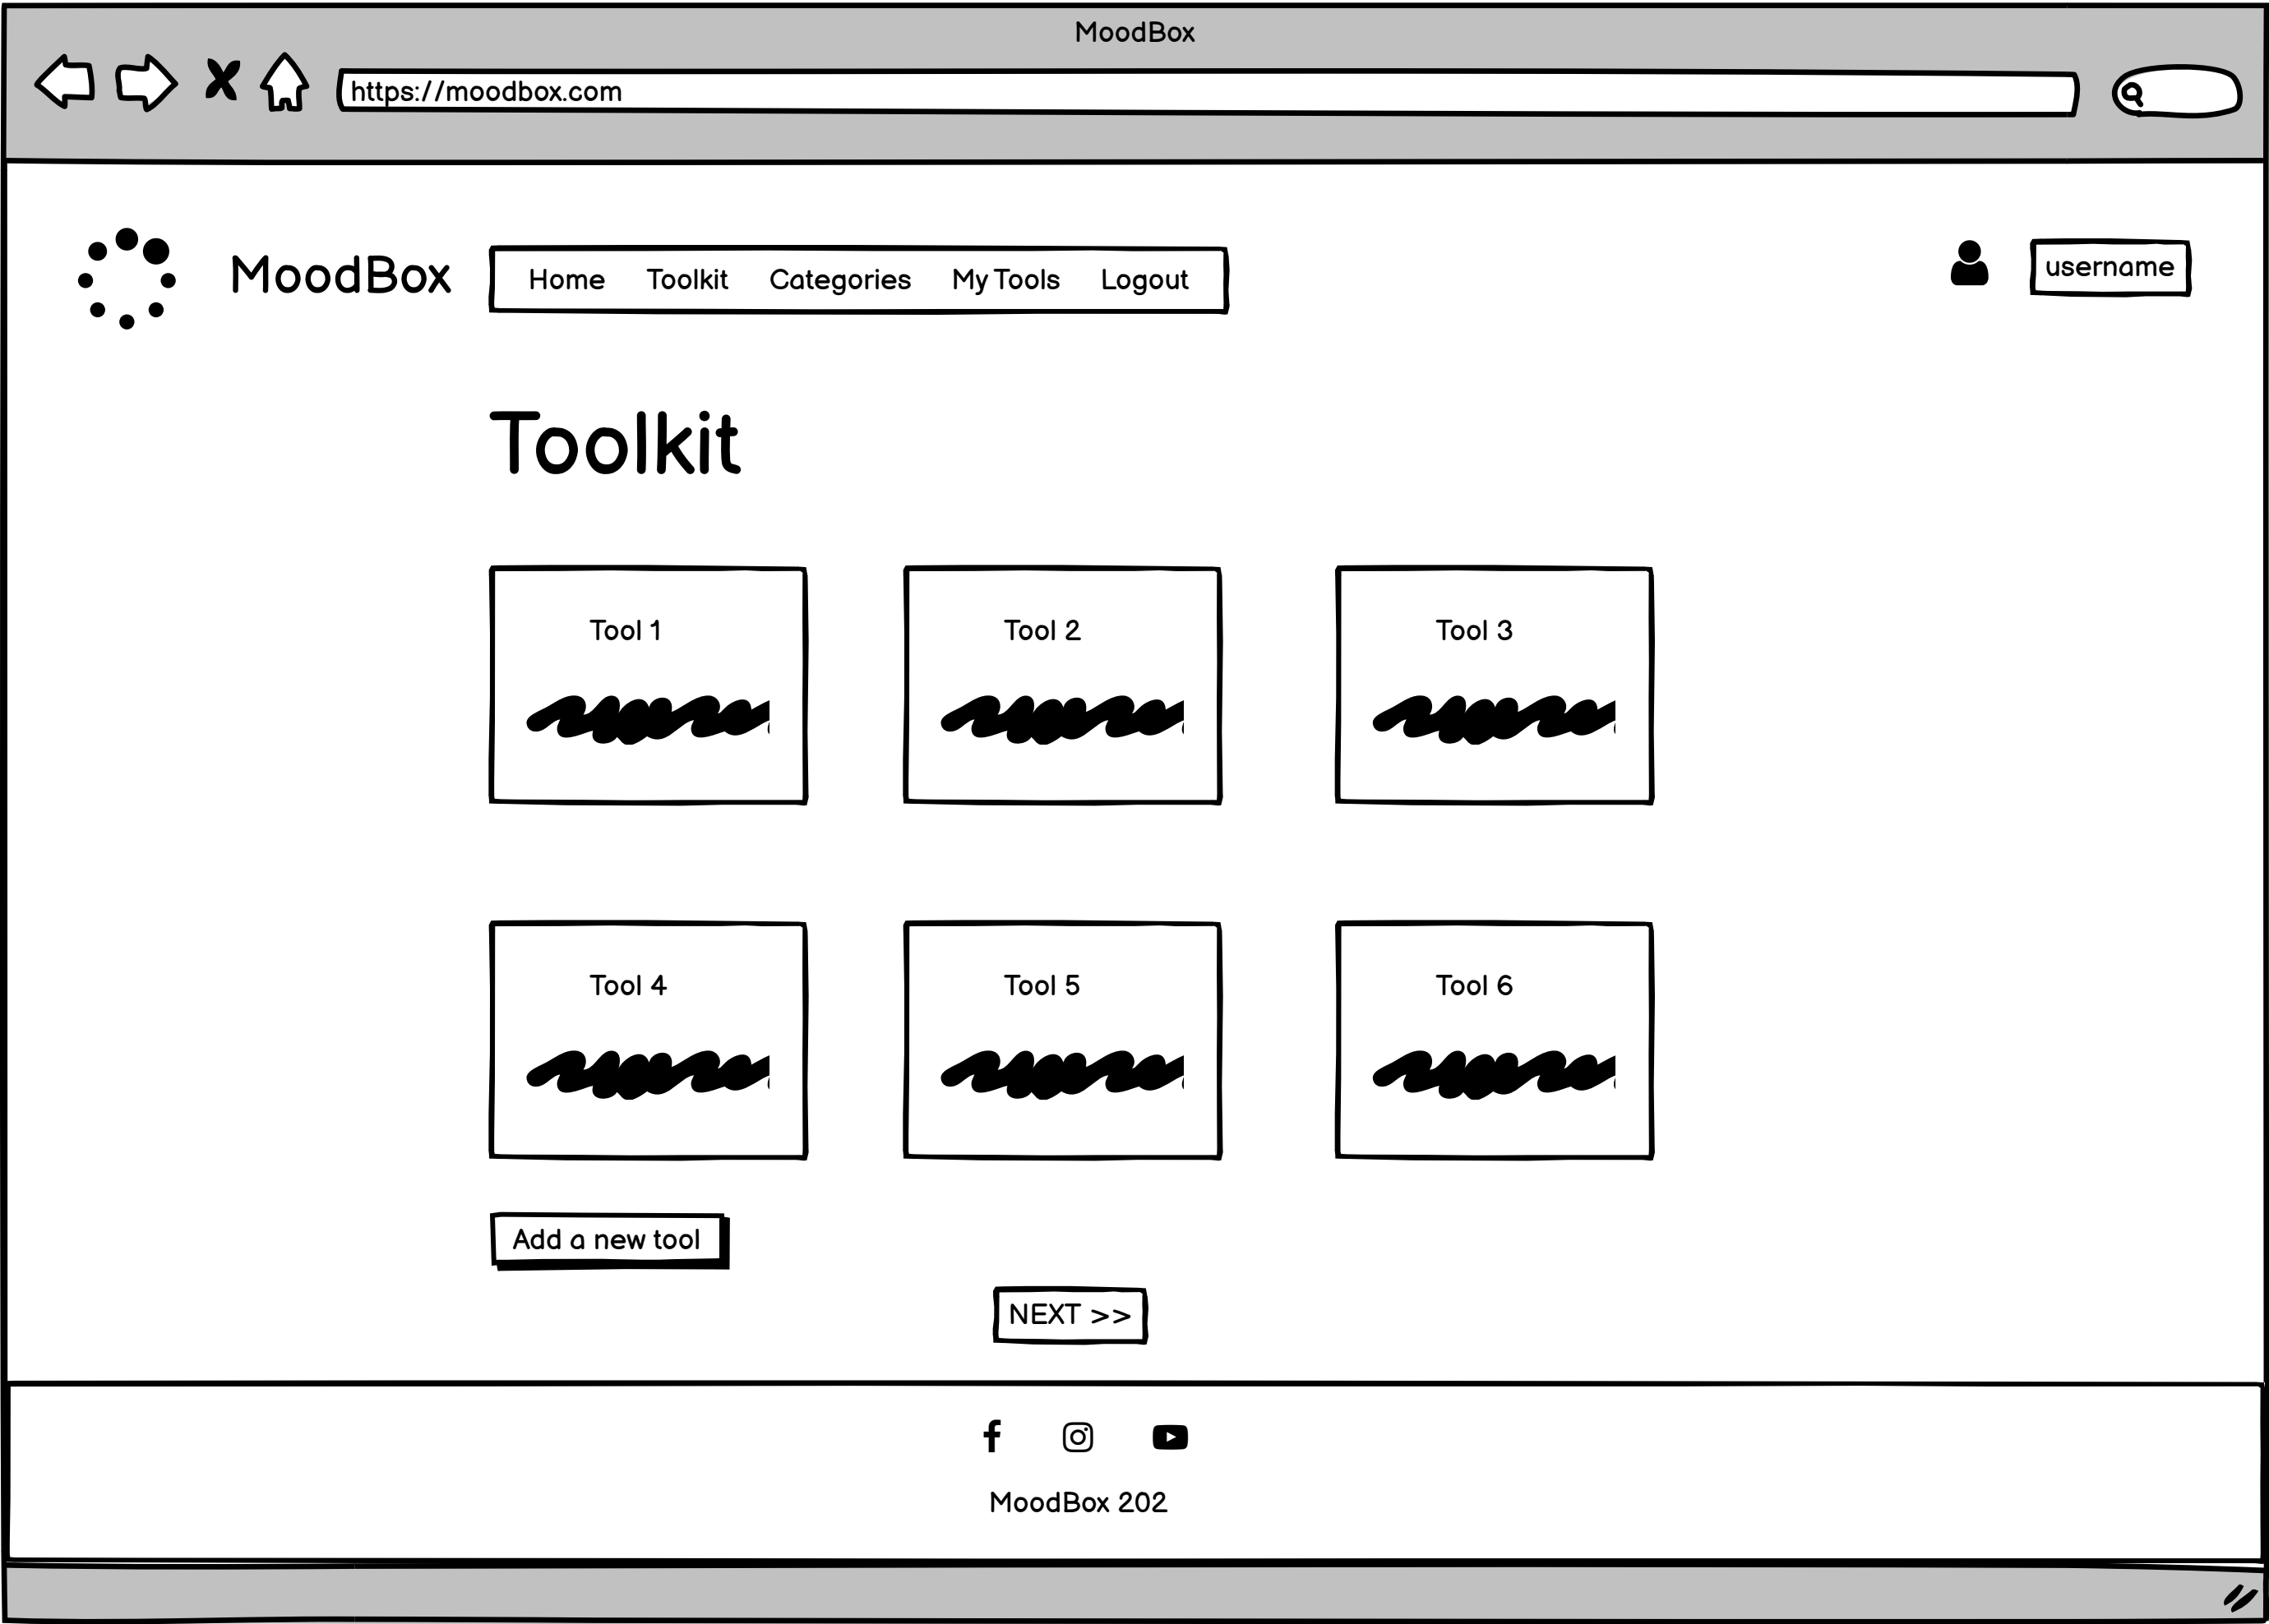 MoodBox
https://moodbox.com
MoodBox
Home Toolkit Categories My Tools Logout
username
Toolkit
Tool 1
Tool 2
Tool 3
Tool 4
Tool 5
Tool 6
Add a new tool
NEXT >>
MoodBox 202